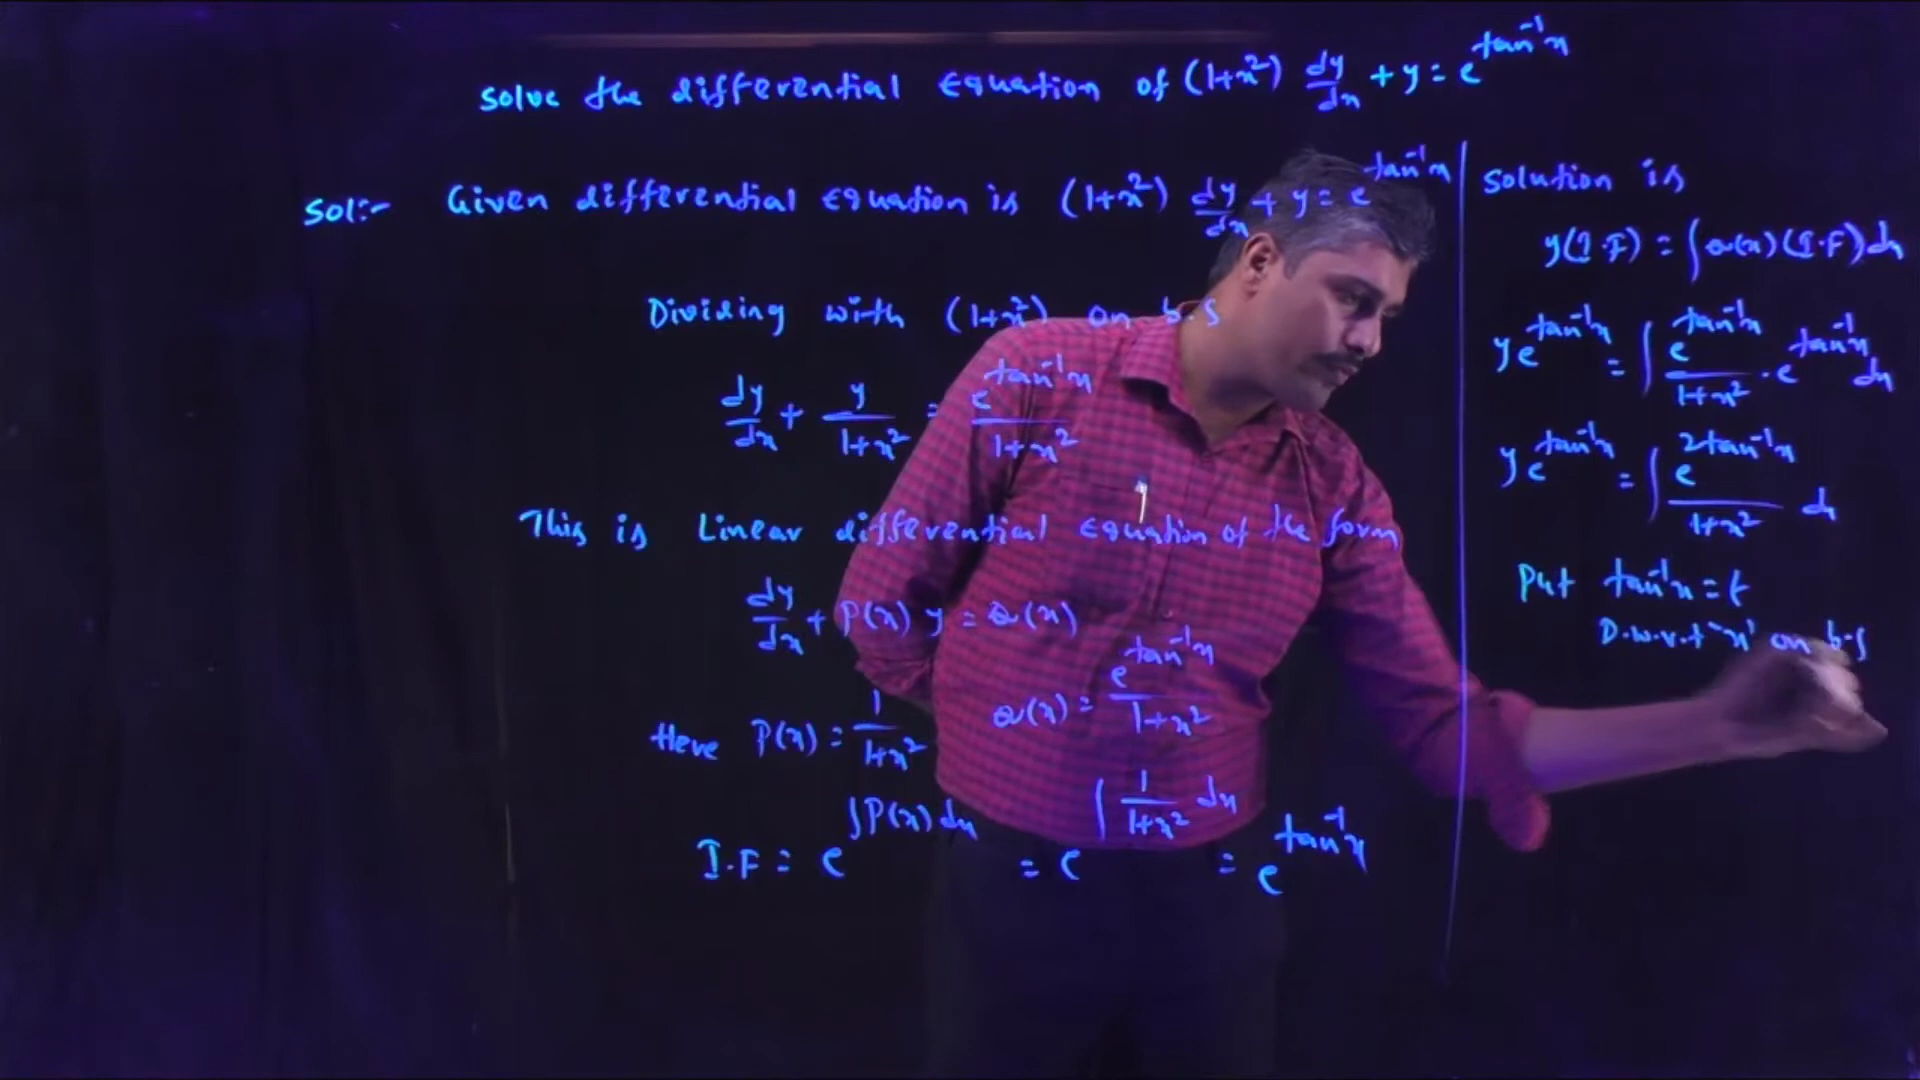 Solve the differential equation of (1+x²) dy/dx + y = e^tan⁻¹x
Sol:- Given differential equation is (1+x²) dy/dx + y = e^tan⁻¹x
Dividing with (1+x²) on b.s
dy/dx + y/1+x² = e^tan⁻¹x/1+x²
This is Linear differential equation of the form
dy/dx + P(x) y = Q(x)
Here P(x) = 1/1+x² Q(x) = e^tan⁻¹x/1+x²
I.F = e^∫P(x)dx = e^∫1/1+x² dx = e^tan⁻¹x
Solution is
y(I.F) = ∫Q(x)(I.F)dx
y e^tan⁻¹x = ∫ e^tan⁻¹x/1+x² . e^tan⁻¹x dx
y e^tan⁻¹x = ∫ e^2tan⁻¹x/1+x² dx
Put tan⁻¹x = t
D.w.r.t 'x' on b.s